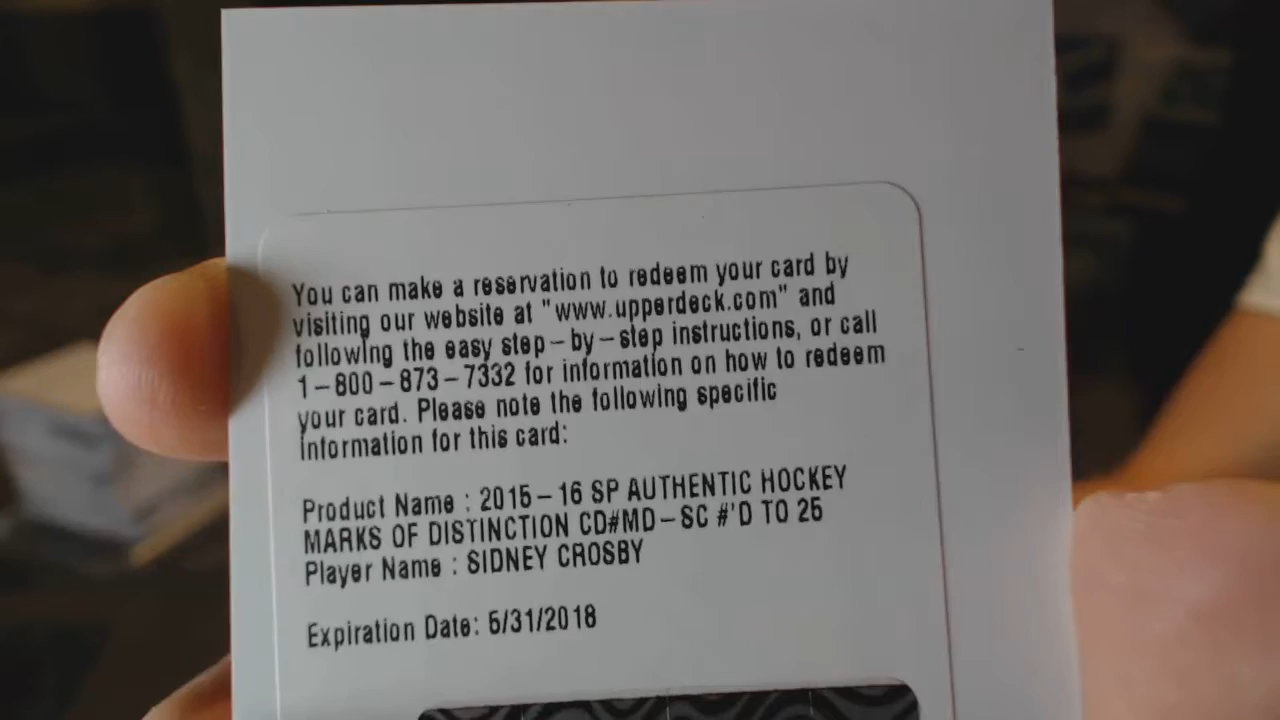 You can make a reservation to redeem your card by
visiting our website at "www.upperdeck.com" and
following the easy step-by-step instructions, or call
1-800-873-7332 for information on how to redeem
your card. Please note the following specific
information for this card:
Product Name : 2015-16 SP AUTHENTIC HOCKEY
MARKS OF DISTINCTION CD#MD-SC #'D TO 25
Player Name : SIDNEY CROSBY
Expiration Date: 5/31/2018